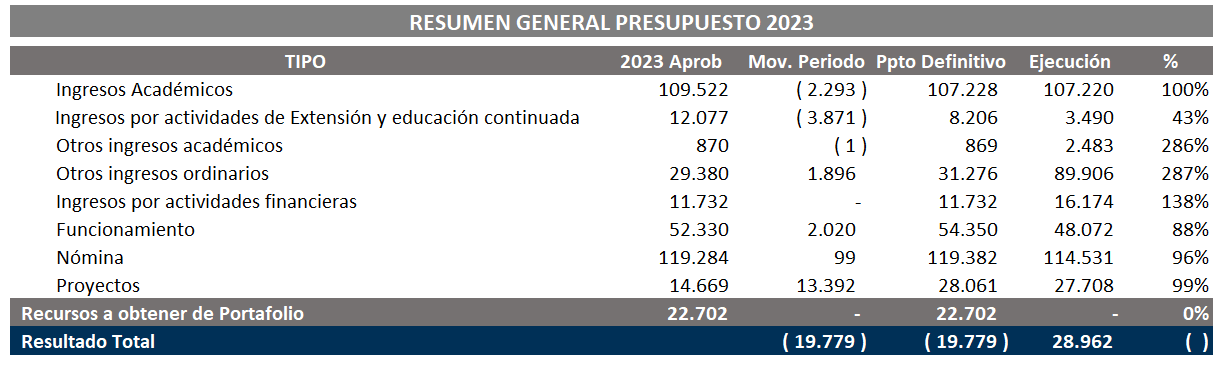 RESUMEN GENERAL PRESUPUESTO 2023
TIPO 2023 Aprob Mov. Periodo Ppto Definitivo Ejecución %
Ingresos Académicos 109.522 ( 2.293 ) 107.228 107.220 100%
Ingresos por actividades de Extensión y educación continuada 12.077 ( 3.871 ) 8.206 3.490 43%
Otros ingresos académicos 870 ( 1 ) 869 2.483 286%
Otros ingresos ordinarios 29.380 1.896 31.276 89.906 287%
Ingresos por actividades financieras 11.732 - 11.732 16.174 138%
Funcionamiento 52.330 2.020 54.350 48.072 88%
Nómina 119.284 99 119.382 114.531 96%
Proyectos 14.669 13.392 28.061 27.708 99%
Recursos a obtener de Portafolio 22.702 - 22.702 - 0%
Resultado Total ( 19.779 ) ( 19.779 ) 28.962 ( )